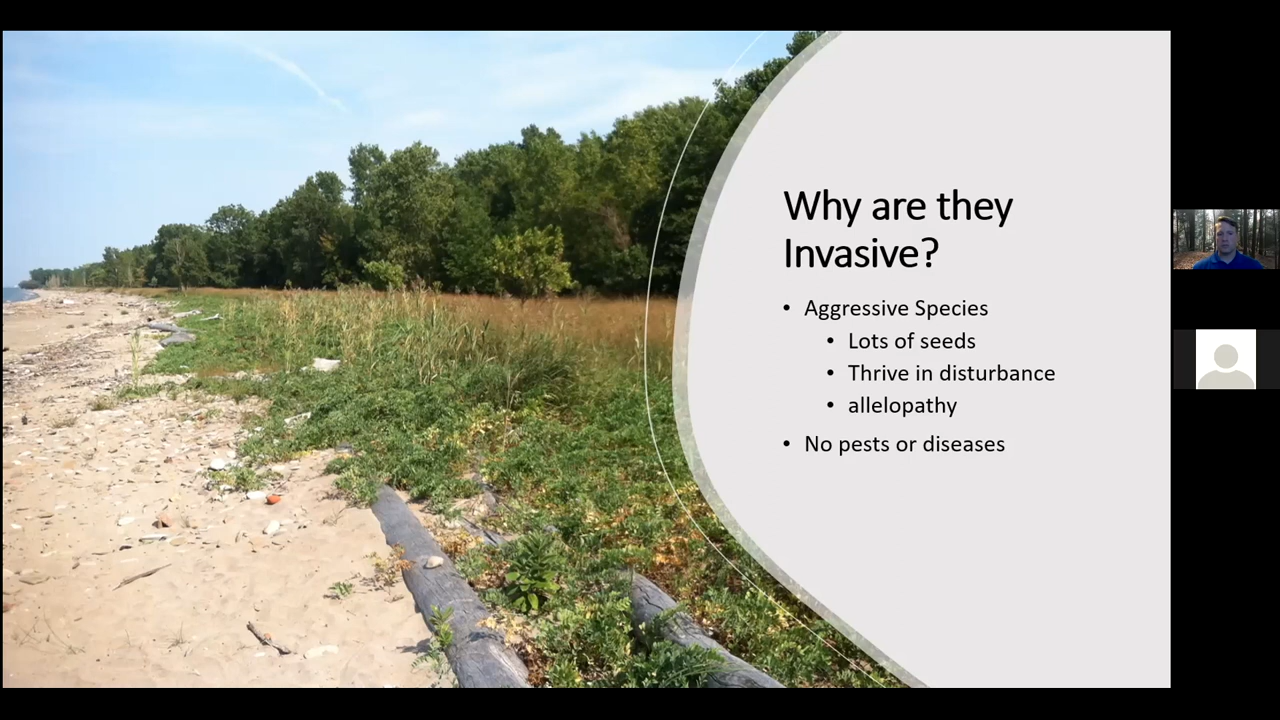 Why are they
Invasive?
• Aggressive Species
• Lots of seeds
• Thrive in disturbance
• allelopathy
• No pests or diseases